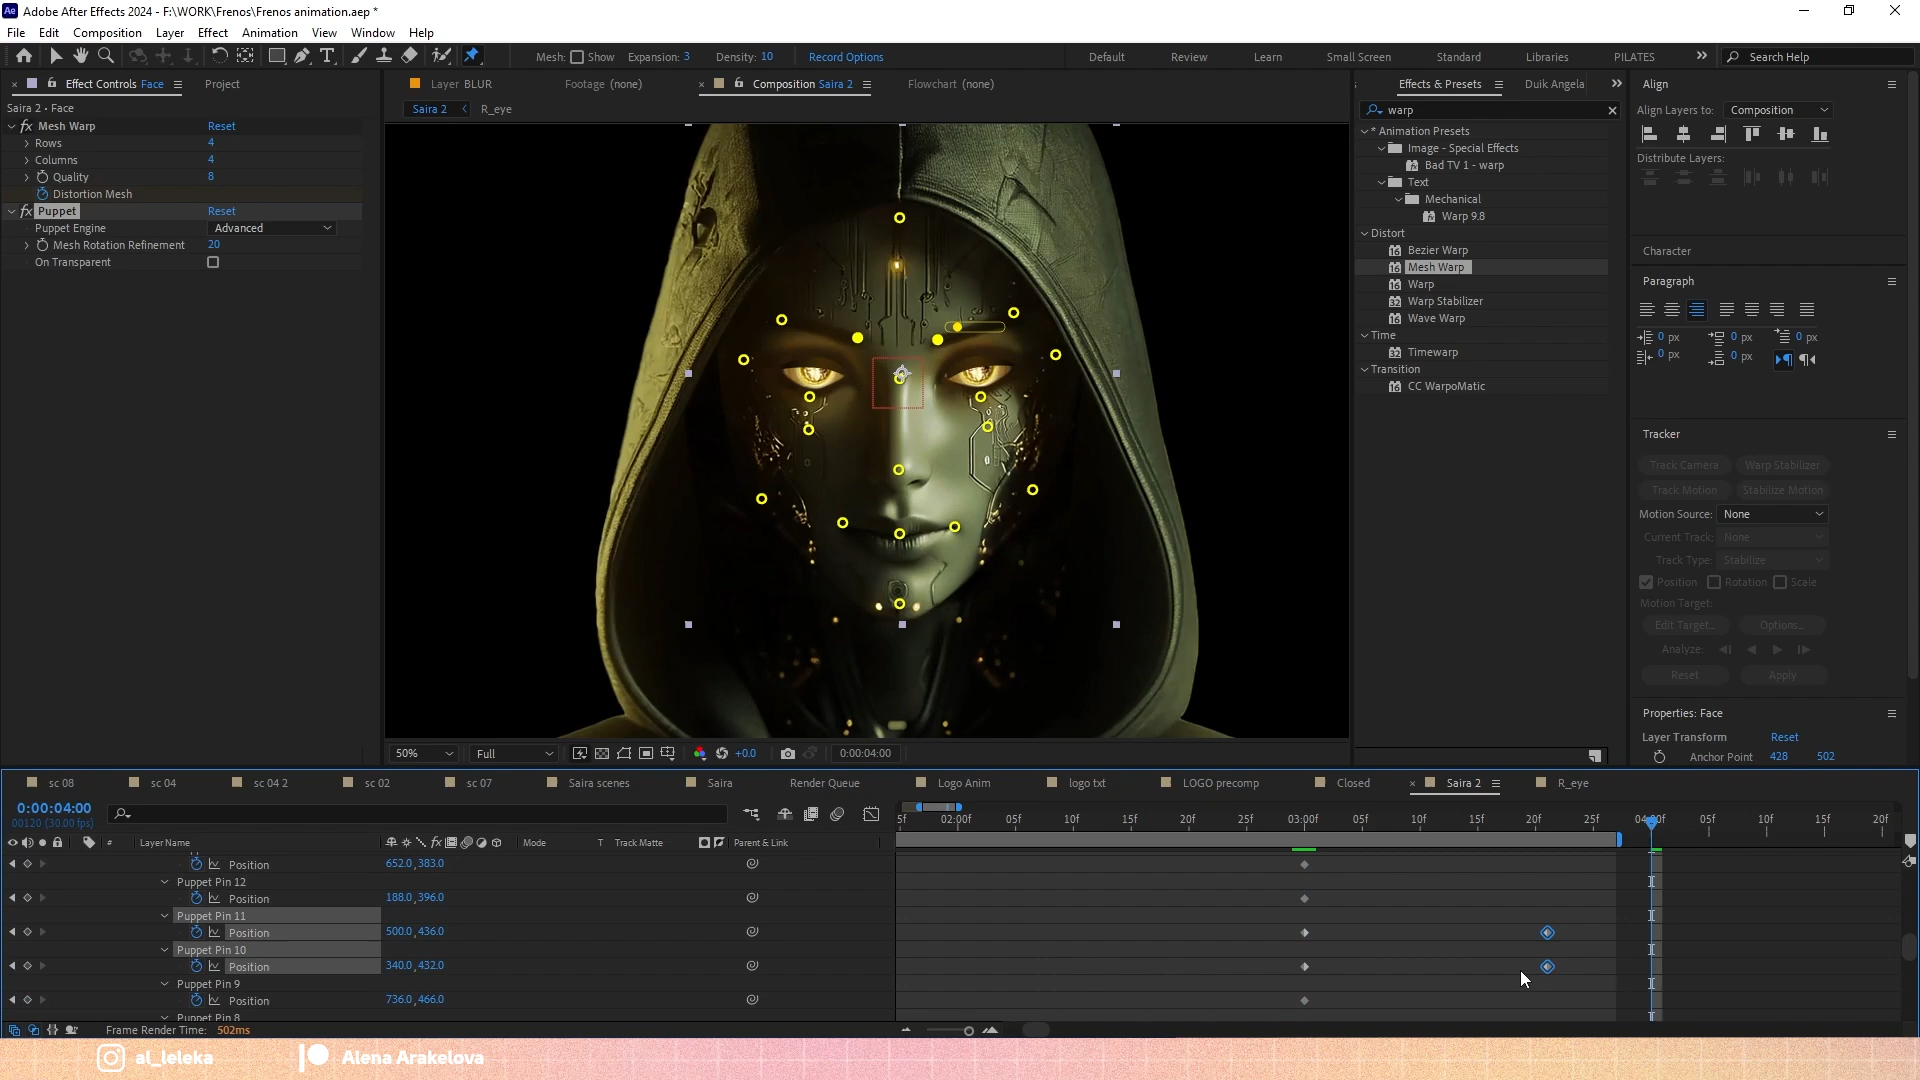 Adobe After Effects 2024 - F:\WORK\Frenos\Frenos animation.aep *
File Edit Composition Layer Effect Animation View Window Help
Mesh: Show Expansion: 3 Density: 10 Record Options Default Review Learn Small Screen Standard Libraries PILATES Search Help
Effect Controls Face Project
Saira 2 • Face
Mesh Warp Reset
Rows 4
Columns 4
Quality 8
Distortion Mesh
Puppet Reset
Puppet Engine Advanced
Mesh Rotation Refinement 20
On Transparent
Layer BLUR Footage (none) Composition Saira 2 Flowchart (none)
Saira 2 R_eye
50% Full +0.0 0:00:04:00
Effects & Presets Duik Angela
warp
* Animation Presets
Image - Special Effects
Bad TV 1 - warp
Text
Mechanical
Warp 9.8
Distort
Bezier Warp
Mesh Warp
Warp
Warp Stabilizer
Wave Warp
Time
Timewarp
Transition
CC WarpoMatic
Align
Align Layers to: Composition
Distribute Layers:
Character
Paragraph
0 px 0 px 0 px
0 px 0 px
Tracker
Track Camera Warp Stabilizer
Track Motion Stabilize Motion
Motion Source: None
Current Track: None
Track Type: Stabilize
Position Rotation Scale
Motion Target:
Edit Target... Options...
Analyze:
Reset Apply
Properties: Face
Layer Transform Reset
Anchor Point 428 502
sc 08 sc 04 sc 04 2 sc 02 sc 07 Saira scenes Saira Render Queue Logo Anim logo txt LOGO precomp Closed Saira 2 R_eye
0:00:04:00
00120 (30.00 fps)
5f 02:00f 05f 10f 15f 20f 25f 03:00f 05f 10f 15f 20f 25f 04:00f 05f 10f 15f 20f
# Layer Name Mode T Track Matte Parent & Link
Position 652.0,383.0
Puppet Pin 12
Position 188.0,396.0
Puppet Pin 11
Position 500.0,436.0
Puppet Pin 10
Position 340.0,432.0
Puppet Pin 9
Position 736.0,466.0
Puppet Pin 8
Frame Render Time: 502ms
al_leleka Alena Arakelova